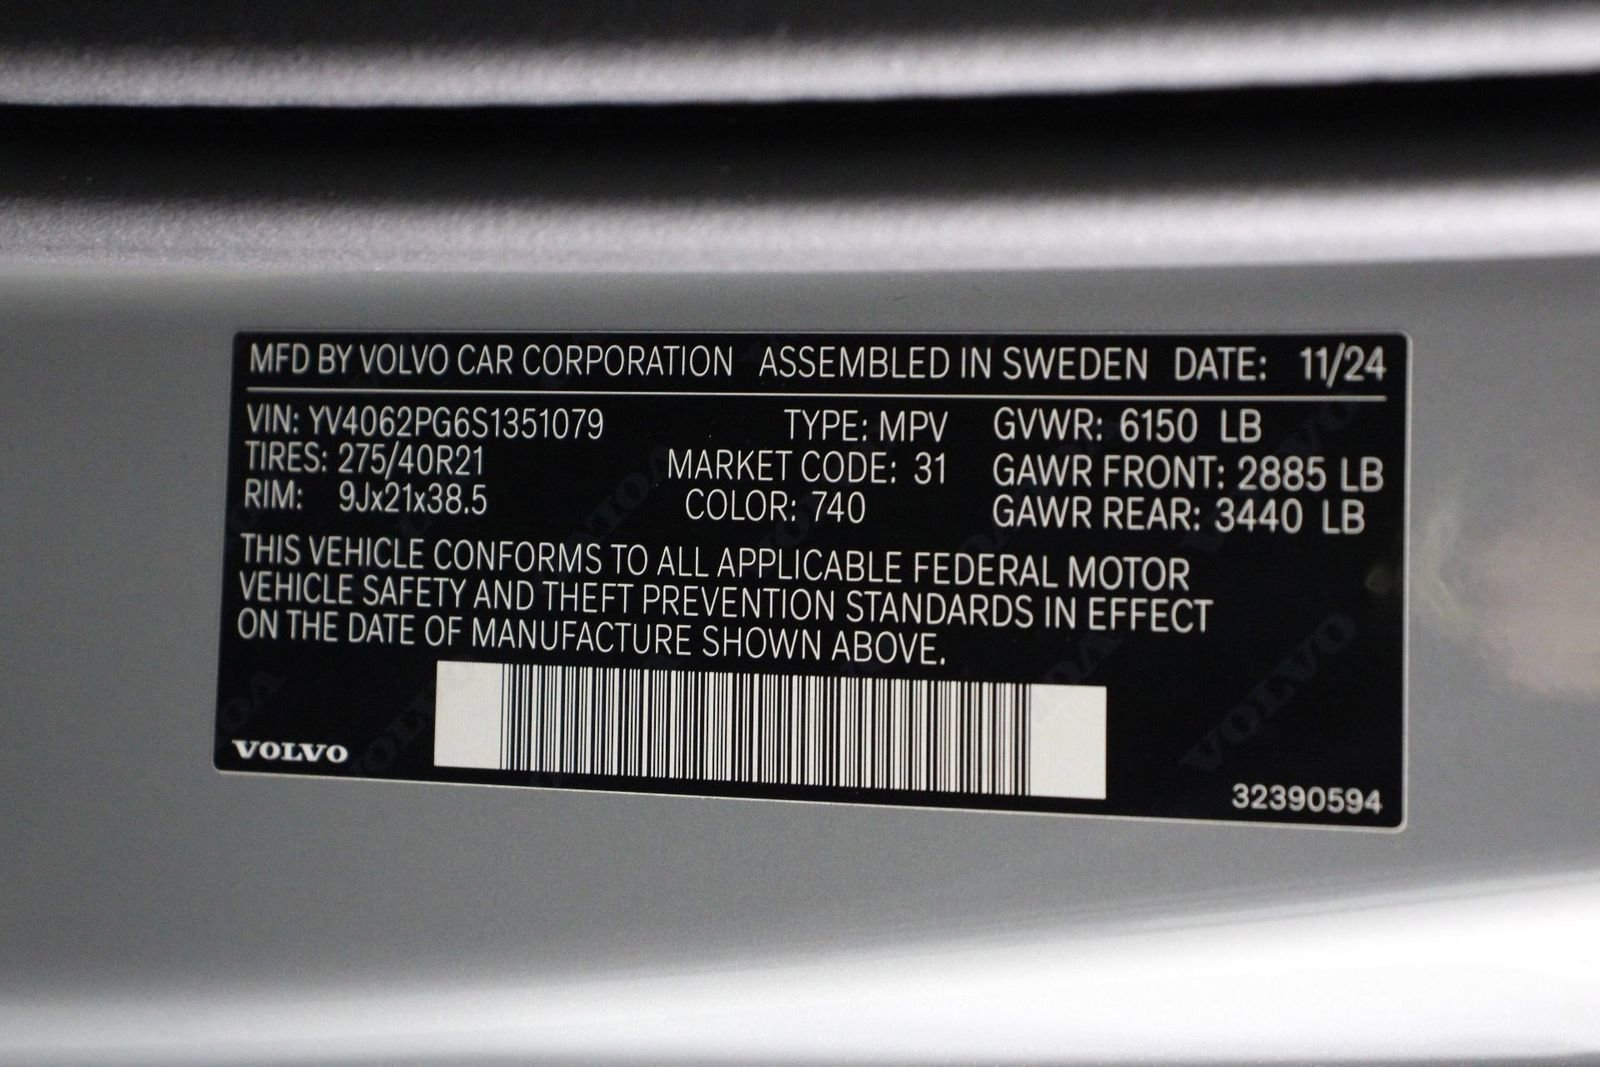 MFD BY VOLVO CAR CORPORATION ASSEMBLED IN SWEDEN DATE: 11/24
VIN: YV4062PG6S1351079 TYPE: MPV GVWR: 6150 LB
TIRES: 275/40R21 MARKET CODE: 31 GAWR FRONT: 2885 LB
RIM: 9Jx21x38.5 COLOR: 740 GAWR REAR: 3440 LB
THIS VEHICLE CONFORMS TO ALL APPLICABLE FEDERAL MOTOR
VEHICLE SAFETY AND THEFT PREVENTION STANDARDS IN EFFECT
ON THE DATE OF MANUFACTURE SHOWN ABOVE.
VOLVO
32390594